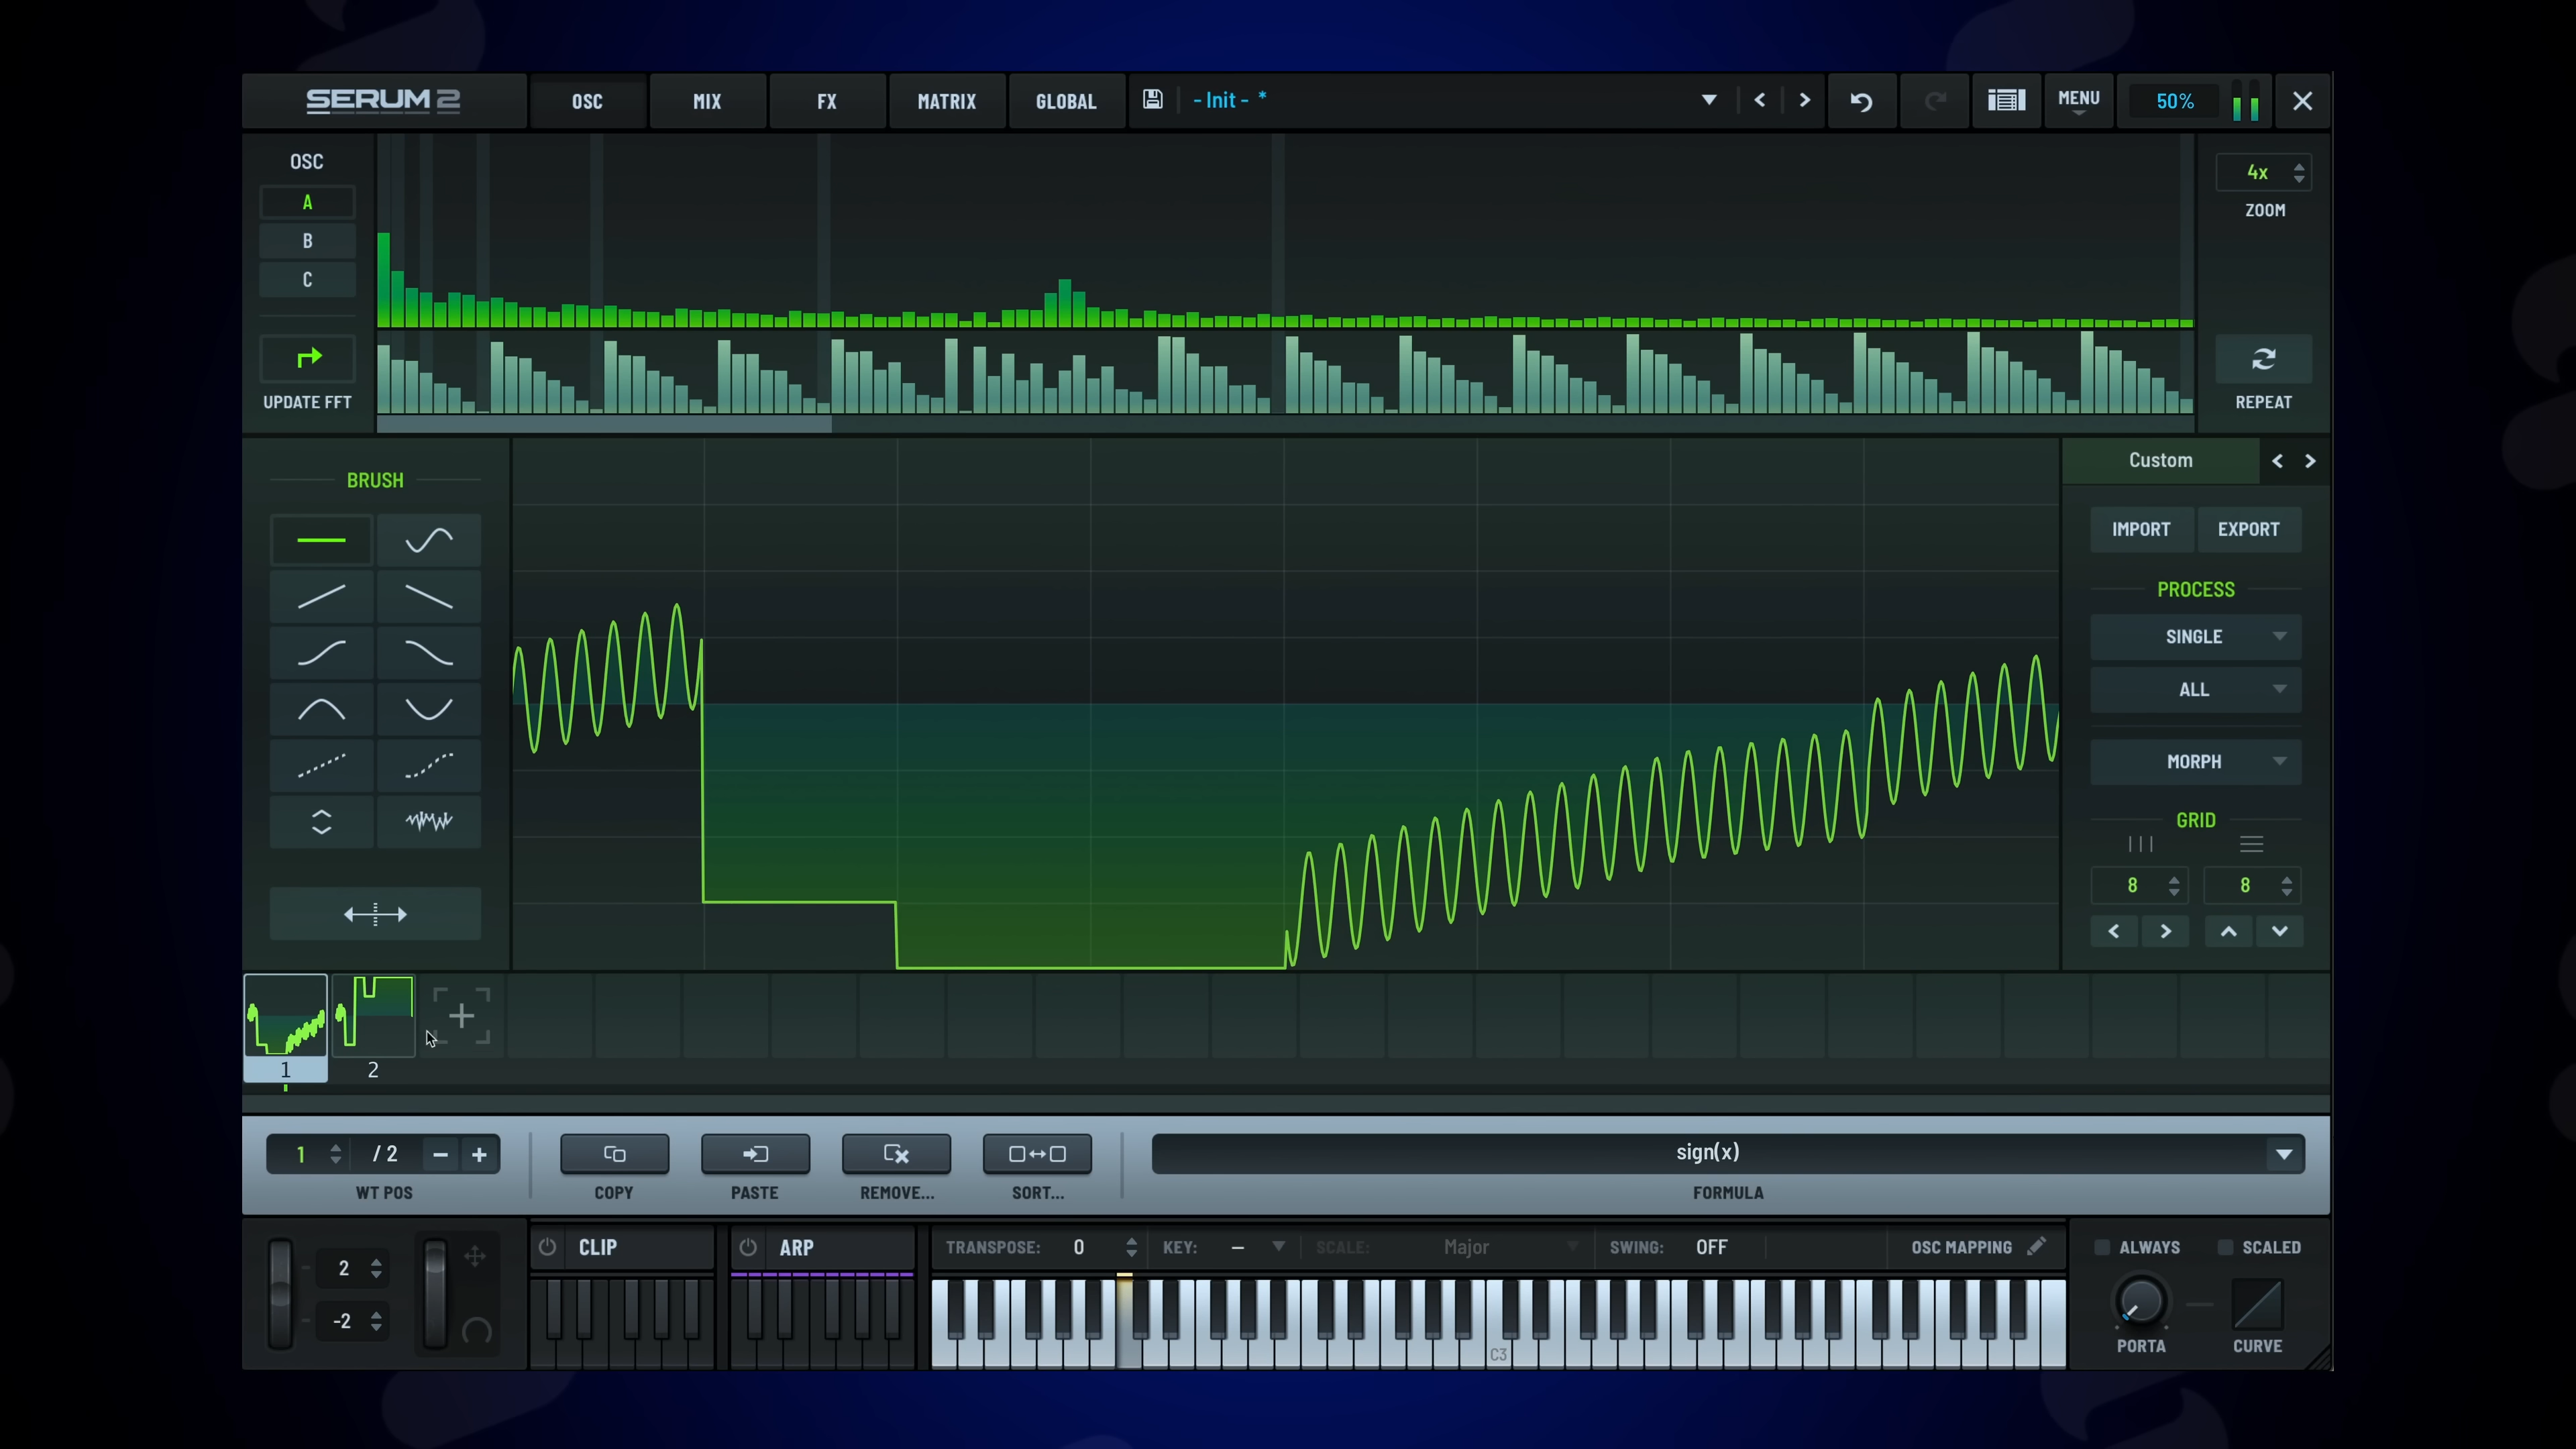 SERUM 2
OSC
MIX
FX
MATRIX
GLOBAL
- Init - *
MENU
50%
OSC
A
B
C
UPDATE FFT
4x
ZOOM
REPEAT
BRUSH
Custom
IMPORT
EXPORT
PROCESS
SINGLE
ALL
MORPH
GRID
8
8
1
2
1
/ 2
WT POS
COPY
PASTE
REMOVE...
SORT...
sign(x)
FORMULA
2
-2
CLIP
ARP
TRANSPOSE: 0
KEY: –
SCALE: Major
SWING: OFF
OSC MAPPING
ALWAYS
SCALED
C3
PORTA
CURVE